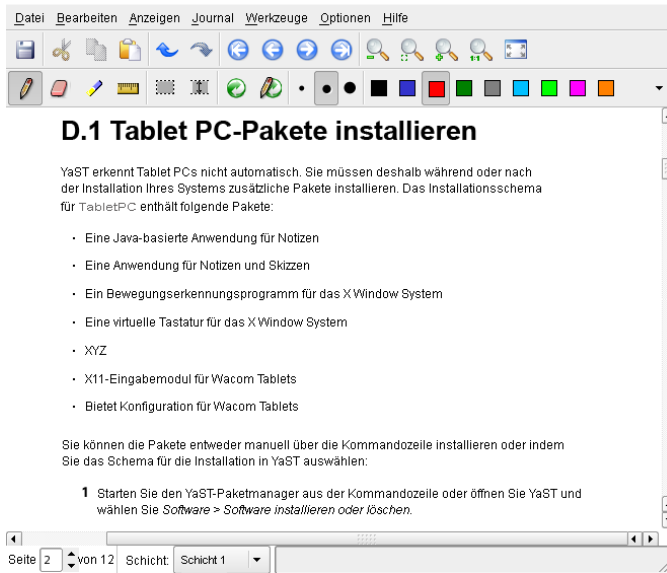 Datei Bearbeiten Anzeigen Journal Werkzeuge Optionen Hilfe
D.1 Tablet PC-Pakete installieren
YaST erkennt Tablet PCs nicht automatisch. Sie müssen deshalb während oder nach
der Installation Ihres Systems zusätzliche Pakete installieren. Das Installationsschema
für TabletPC enthält folgende Pakete:
· Eine Java-basierte Anwendung für Notizen
· Eine Anwendung für Notizen und Skizzen
· Ein Bewegungserkennungsprogramm für das X Window System
· Eine virtuelle Tastatur für das X Window System
· XYZ
· X11-Eingabemodul für Wacom Tablets
· Bietet Konfiguration für Wacom Tablets
Sie können die Pakete entweder manuell über die Kommandozeile installieren oder indem
Sie das Schema für die Installation in YaST auswählen:
1 Starten Sie den YaST-Paketmanager aus der Kommandozeile oder öffnen Sie YaST und
wählen Sie Software > Software installieren oder löschen.
Seite 2 von 12 Schicht: Schicht 1